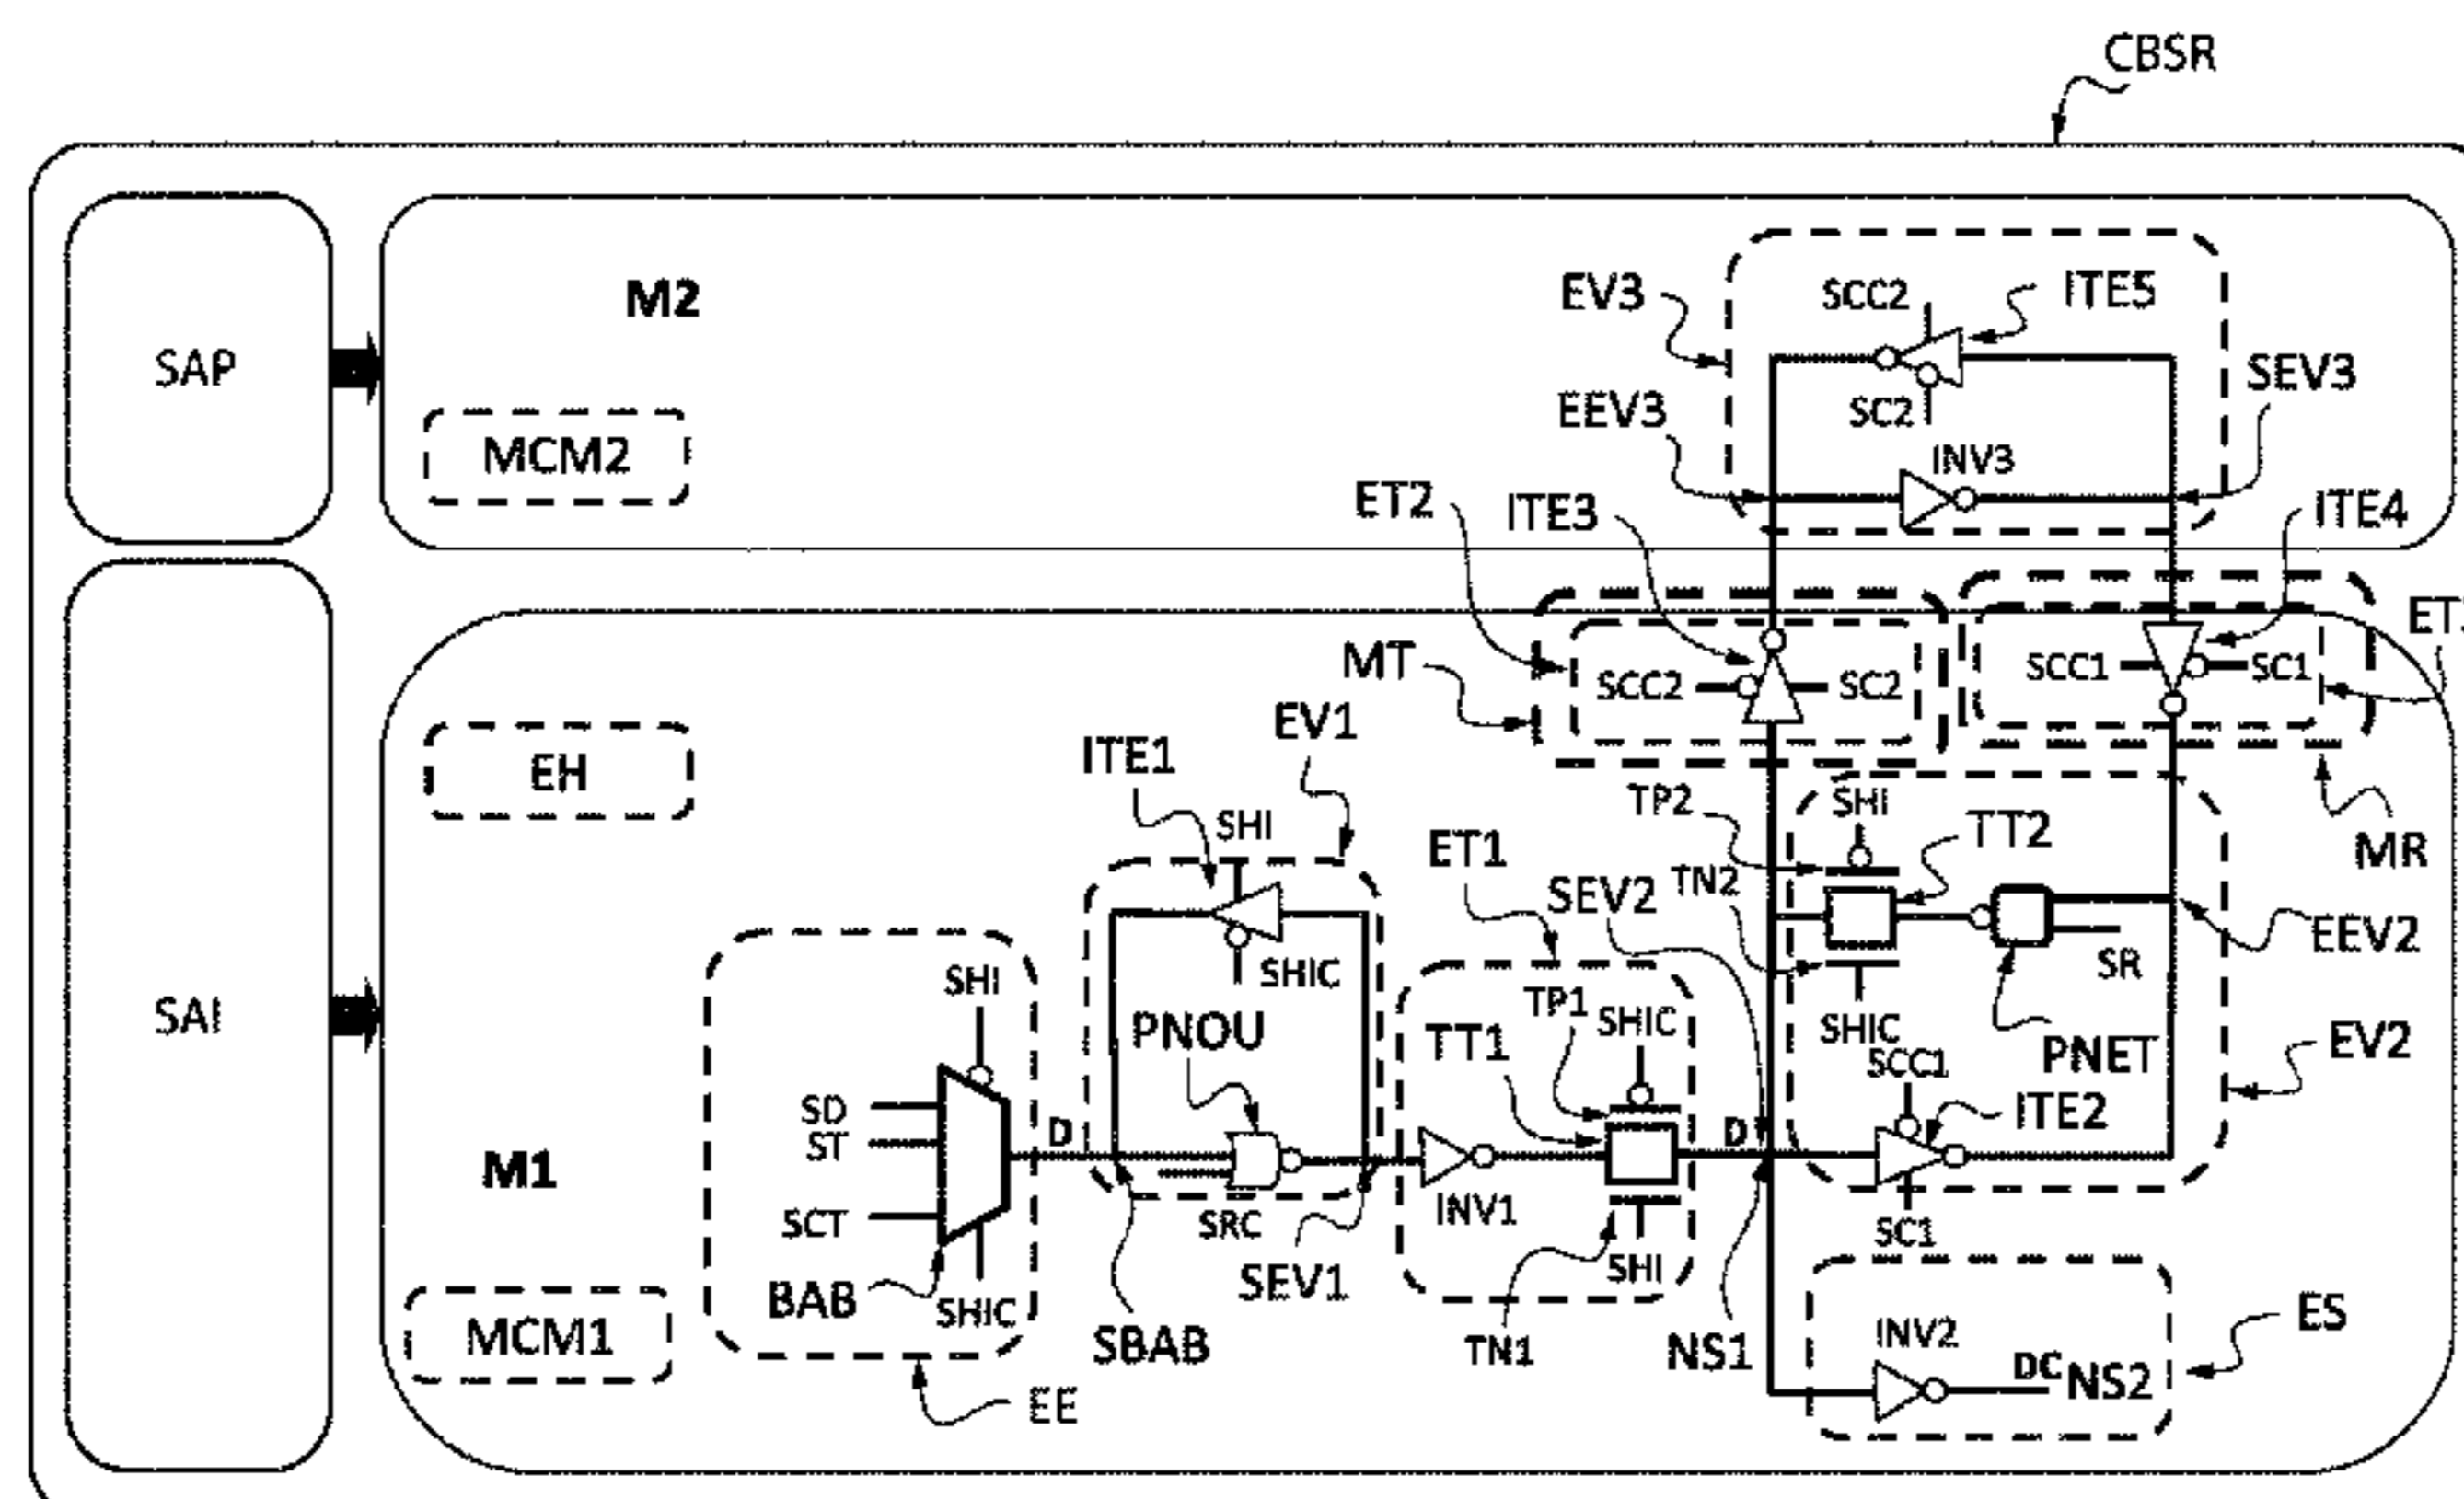 CBSR
SAP
M2
MCM2
EV3
SCC2
ITE5
EEV3
SC2
SEV3
INV3
ET2
ITE3
ITE4
MT
SCC2
SC2
SCC1
SC1
MR
SAI
EH
M1
MCM1
ITE1
EV1
SHI
SHIC
PNOU
SHI
SD
ST
SCT
D
BAB
SHIC
SBAB
EE
SRC
SEV1
ET1
SEV2
TP1
SHIC
TT1
INV1
SHI
TN1
D
NS1
TP2
SHI
TT2
TN2
SR
EEV2
SHIC
PNET
EV2
SCC1
ITE2
SC1
INV2
DC NS2
ES